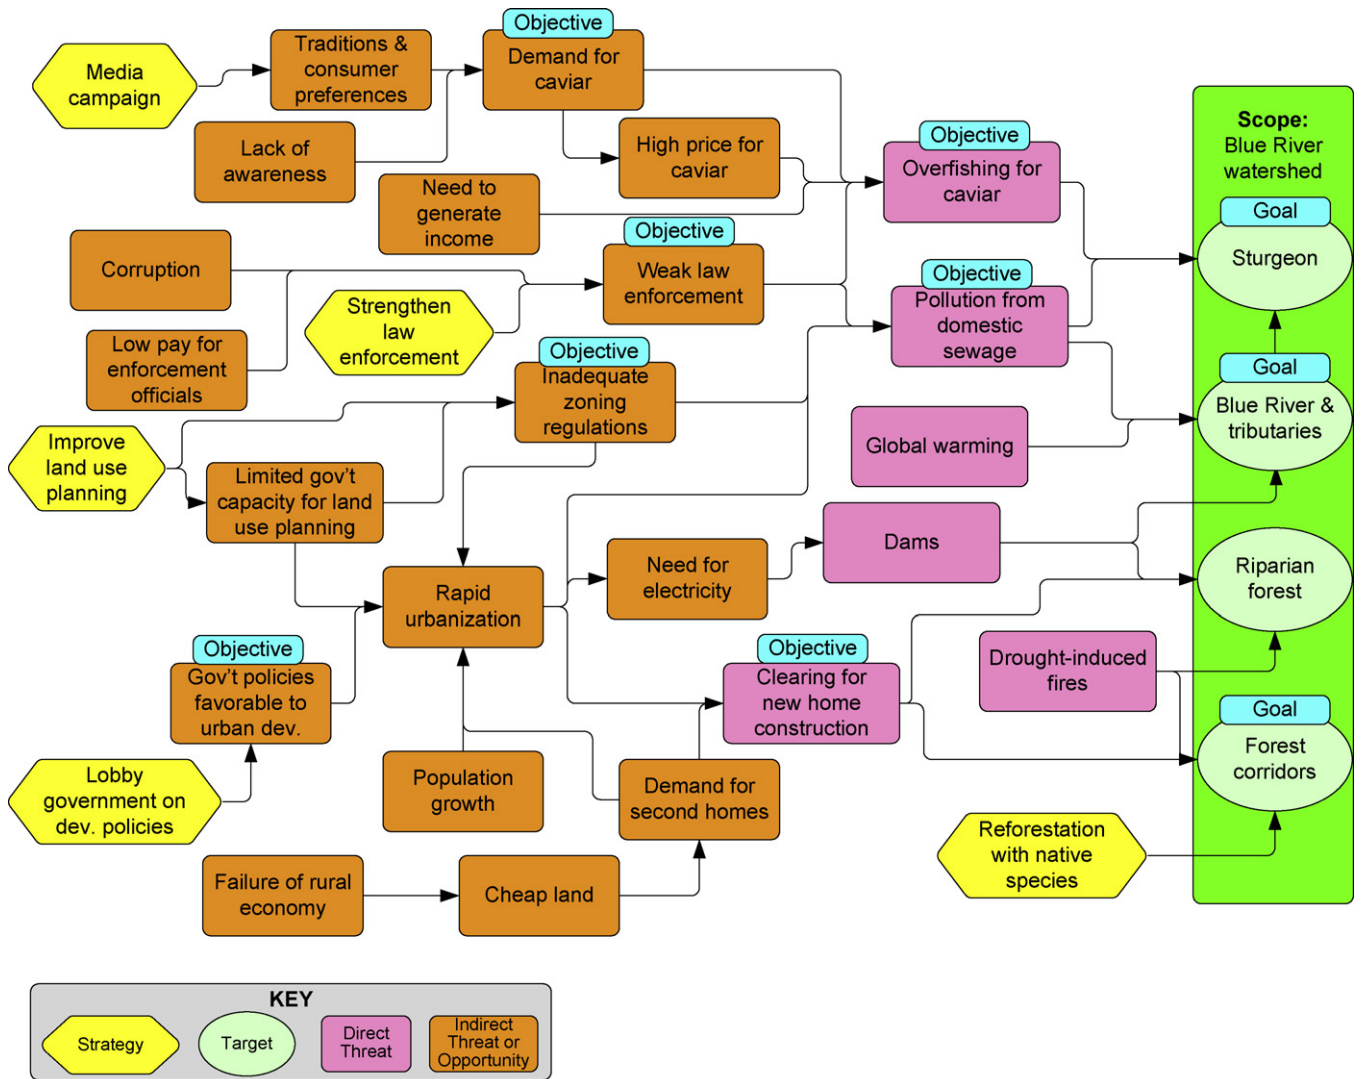 Objective
Media
campaign
Traditions &
consumer
preferences
Demand for
caviar
Lack of
awareness
High price for
caviar
Need to
generate
income
Objective
Overfishing for
caviar
Scope:
Blue River
watershed
Goal
Sturgeon
Corruption
Objective
Weak law
enforcement
Strengthen
law
enforcement
Low pay for
enforcement
officials
Objective
Pollution from
domestic
sewage
Objective
Inadequate
zoning
regulations
Goal
Blue River &
tributaries
Improve
land use
planning
Limited gov't
capacity for land
use planning
Global warming
Dams
Need for
electricity
Rapid
urbanization
Riparian
forest
Objective
Gov't policies
favorable to
urban dev.
Objective
Clearing for
new home
construction
Drought-induced
fires
Goal
Forest
corridors
Lobby
government on
dev. policies
Population
growth
Demand for
second homes
Reforestation
with native
species
Failure of rural
economy
Cheap land
KEY
Strategy
Target
Direct
Threat
Indirect
Threat or
Opportunity